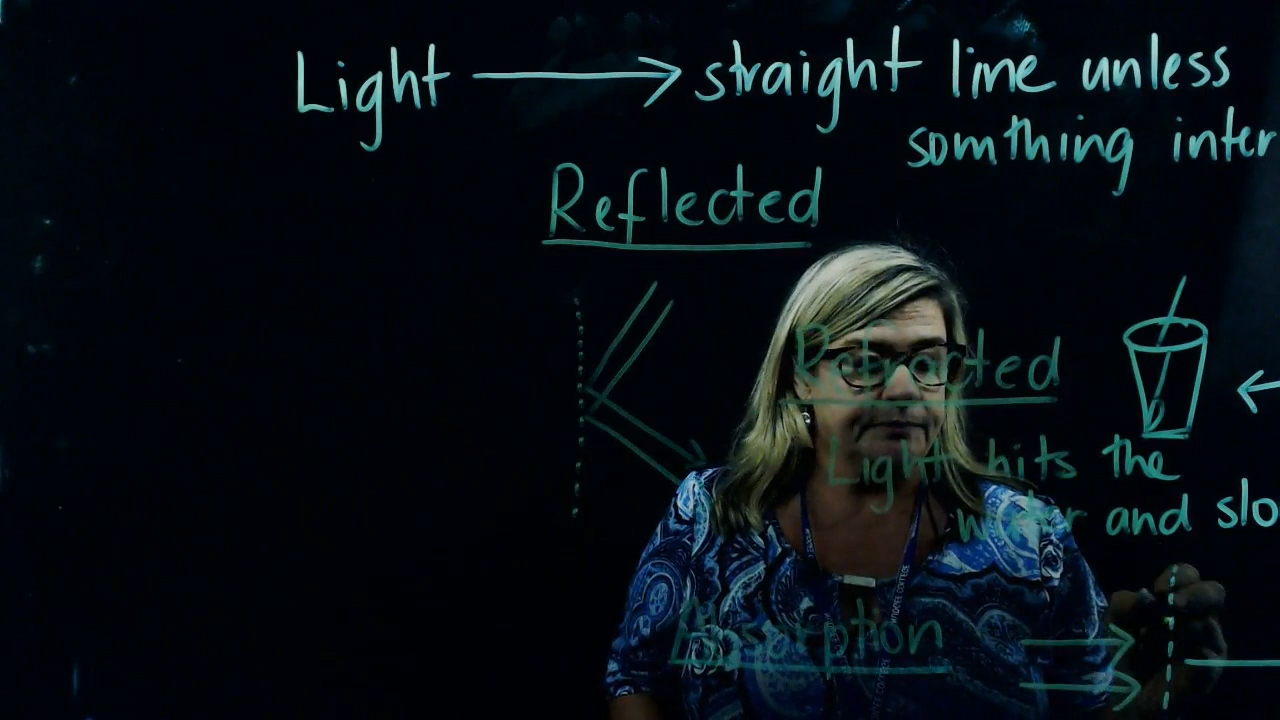 Light → straight line unless
somthing inter
Reflected
Refracted
Light hits the
water and slo
Absorption